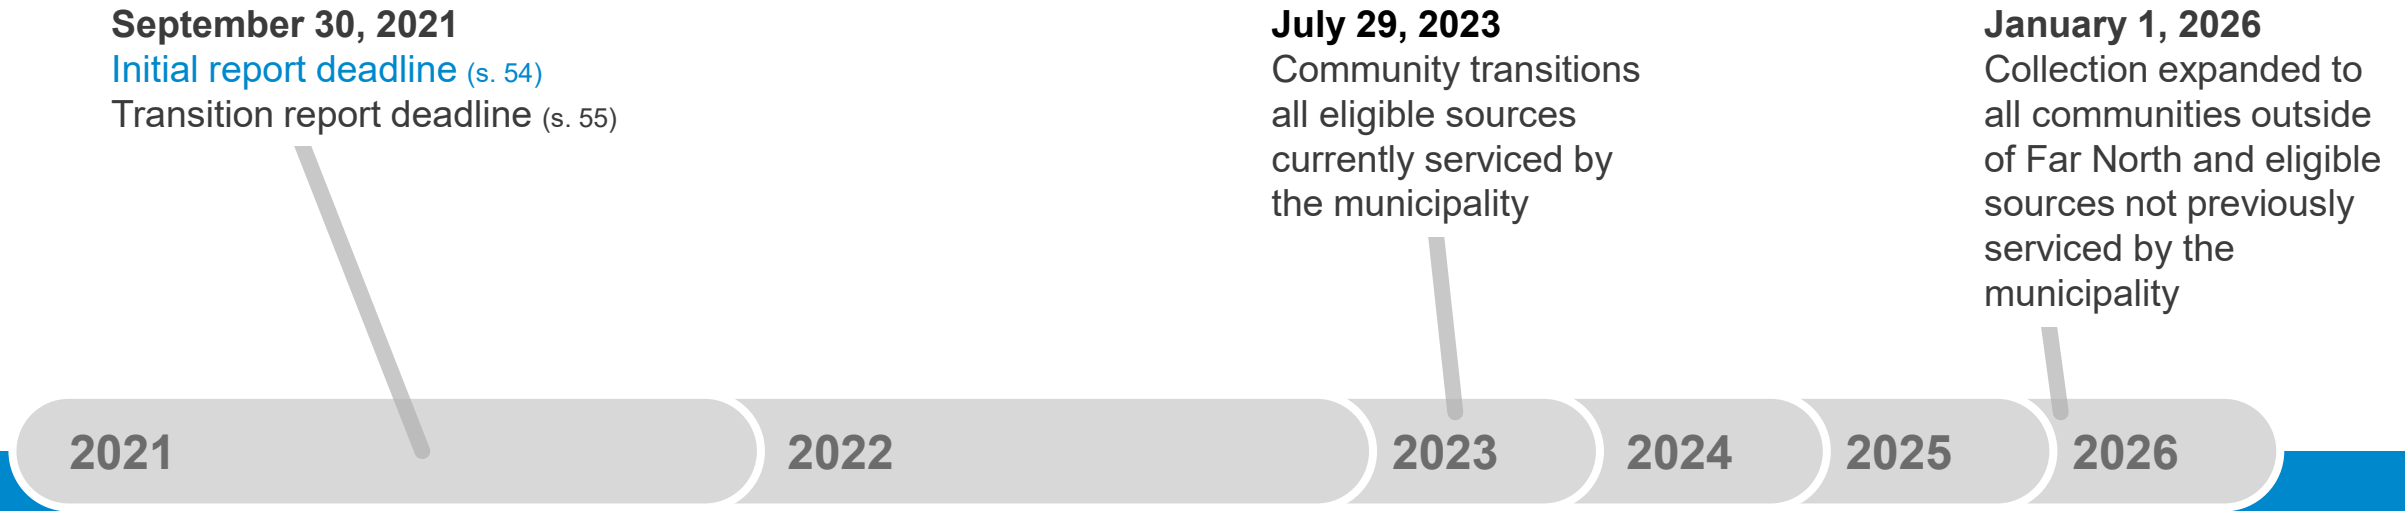 September 30, 2021
Initial report deadline (s. 54)
Transition report deadline (s. 55)
July 29, 2023
Community transitions
all eligible sources
currently serviced by
the municipality
January 1, 2026
Collection expanded to
all communities outside
of Far North and eligible
sources not previously
serviced by the
municipality
2021
2022
2023
2024
2025
2026